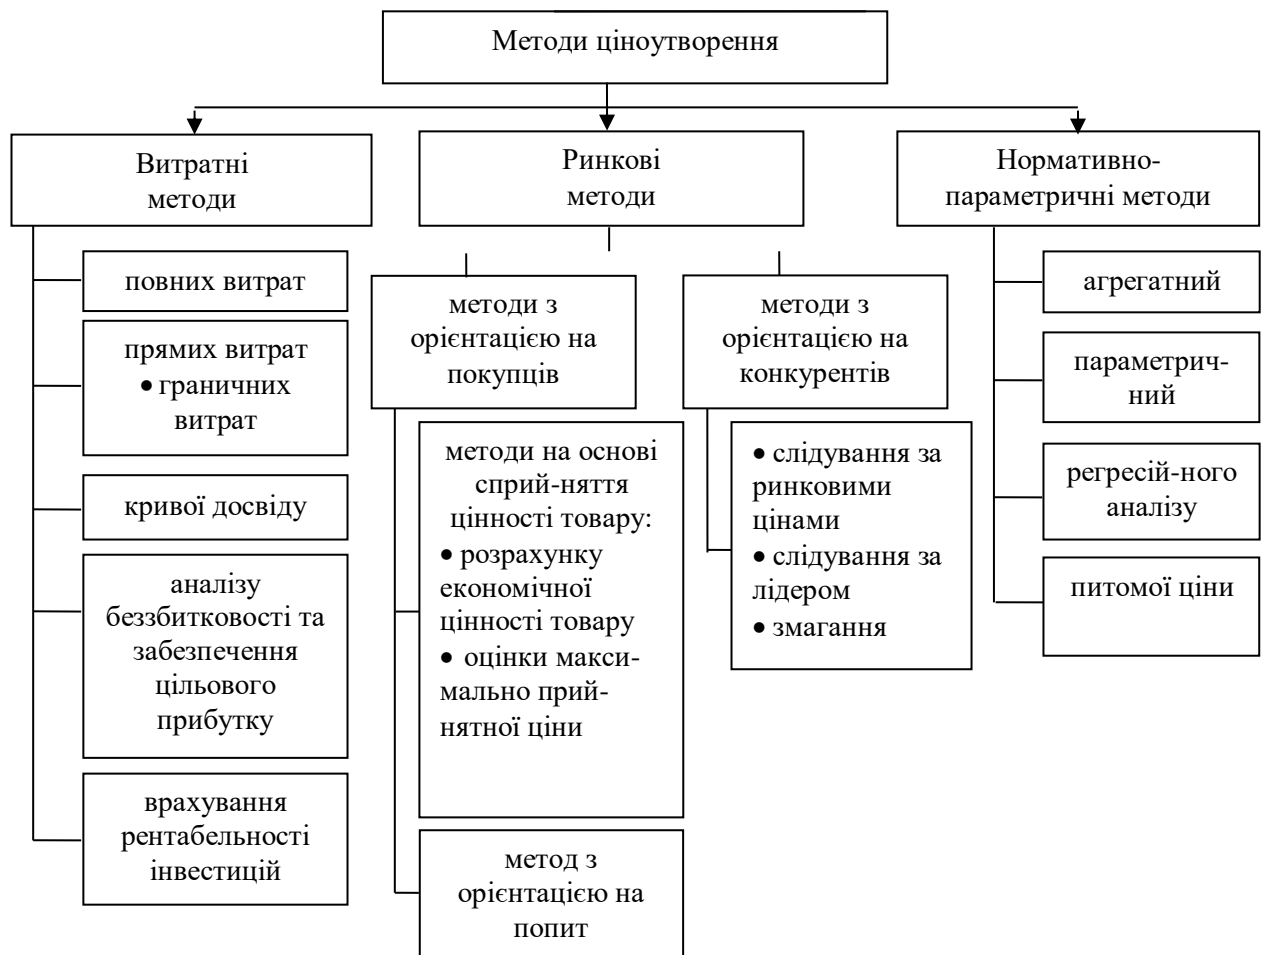 Методи ціноутворення
Витратні
методи
Ринкові
методи
Нормативно-
параметричні методи
повних витрат
прямих витрат
• граничних
витрат
кривої досвіду
аналізу
беззбитковості та
забезпечення
цільового
прибутку
врахування
рентабельності
інвестицій
методи з
орієнтацією на
покупців
методи на основі
сприй-няття
цінності товару:
• розрахунку
економічної
цінності товару
• оцінки макси-
мально прий-
нятної ціни
метод з
орієнтацією на
попит
методи з
орієнтацією на
конкурентів
• слідування за
ринковими
цінами
• слідування за
лідером
• змагання
агрегатний
параметрич-
ний
регресій-ного
аналізу
питомої ціни